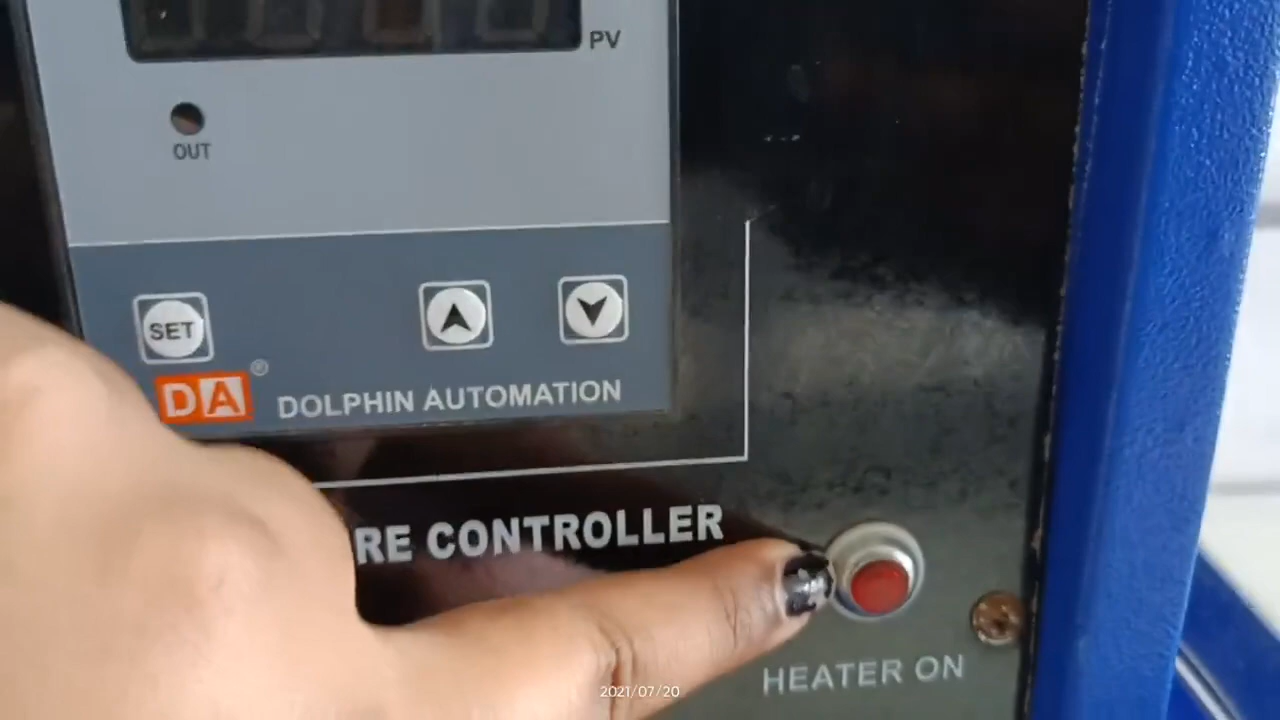 PV
OUT
SET
DA®
DOLPHIN AUTOMATION
RE CONTROLLER
HEATER ON
2021/07/20